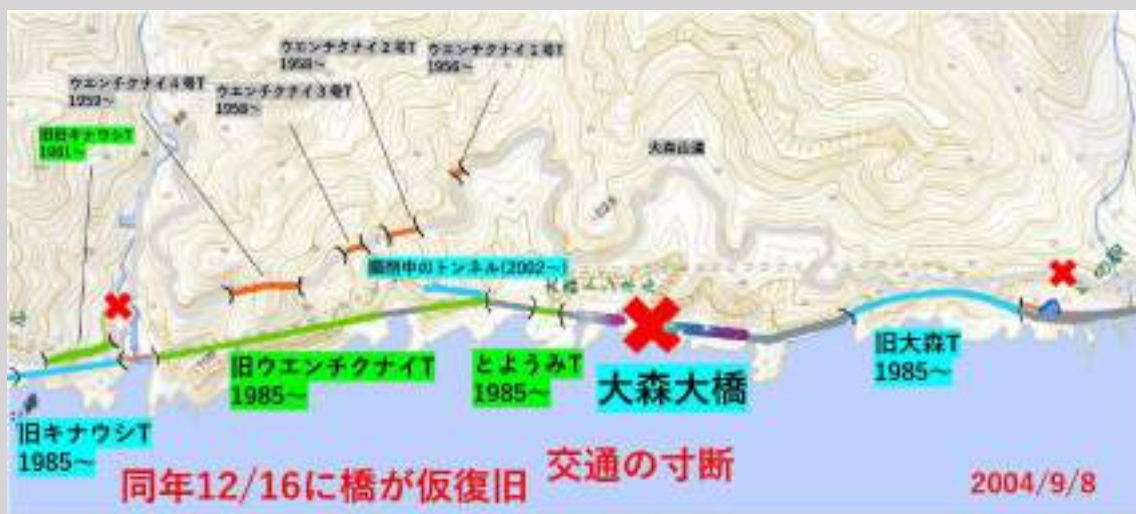 ウエンチクナイ2号T
1958～
ウエンチクナイ1号T
1956～
ウエンチクナイ4号T
1959～
ウエンチクナイ3号T
1958～
旧旧キナウシT
1961～
大森山道
開削中のトンネル(2002～)
大森トンネル
旧ウエンチクナイT
1985～
とようみT
1985～
大森大橋
旧大森T
1985～
旧キナウシT
1985～
同年12/16に橋が仮復旧
交通の寸断
2004/9/8